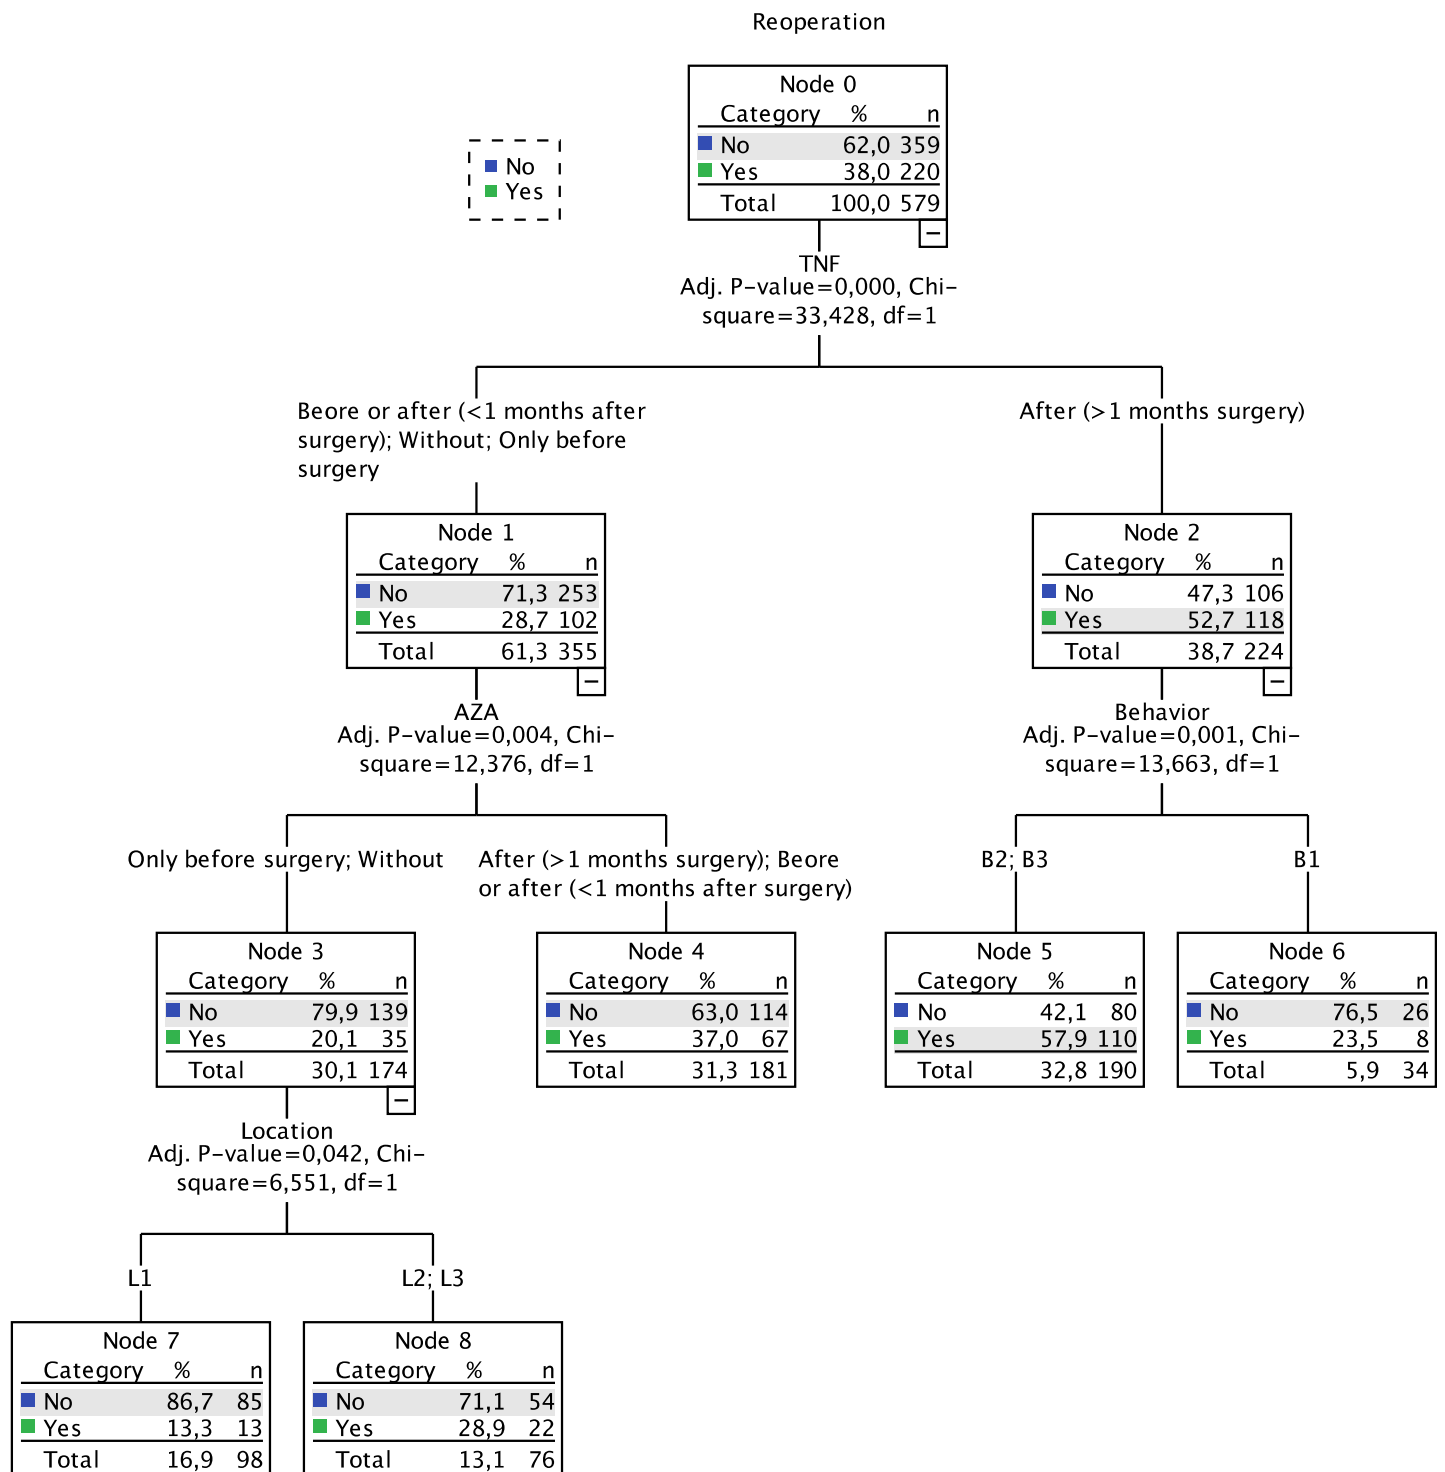 Reoperation
Node 0
Category % n
No 62,0 359
Yes 38,0 220
Total 100,0 579
No
Yes
TNF
Adj. P-value=0,000, Chi-
square=33,428, df=1
Beore or after (<1 months after
surgery); Without; Only before
surgery
After (>1 months surgery)
Node 1
Category % n
No 71,3 253
Yes 28,7 102
Total 61,3 355
Node 2
Category % n
No 47,3 106
Yes 52,7 118
Total 38,7 224
AZA
Adj. P-value=0,004, Chi-
square=12,376, df=1
Behavior
Adj. P-value=0,001, Chi-
square=13,663, df=1
Only before surgery; Without
After (>1 months surgery); Beore
or after (<1 months after surgery)
B2; B3
B1
Node 3
Category % n
No 79,9 139
Yes 20,1 35
Total 30,1 174
Node 4
Category % n
No 63,0 114
Yes 37,0 67
Total 31,3 181
Node 5
Category % n
No 42,1 80
Yes 57,9 110
Total 32,8 190
Node 6
Category % n
No 76,5 26
Yes 23,5 8
Total 5,9 34
Location
Adj. P-value=0,042, Chi-
square=6,551, df=1
L1
L2; L3
Node 7
Category % n
No 86,7 85
Yes 13,3 13
Total 16,9 98
Node 8
Category % n
No 71,1 54
Yes 28,9 22
Total 13,1 76